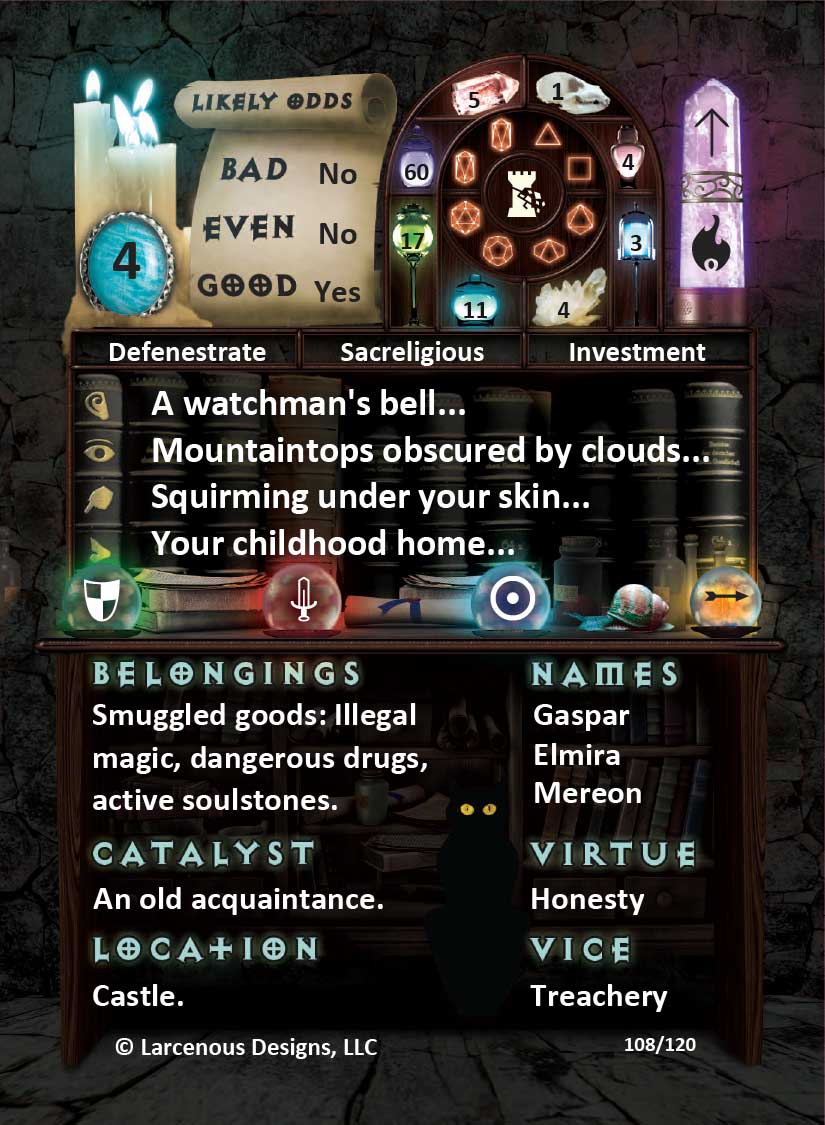 LIKELY ODDS
BAD No
EVEN No
GOOD Yes
4
5
1
60
4
17
3
11
4
Defenestrate Sacreligious Investment
A watchman's bell...
Mountaintops obscured by clouds...
Squirming under your skin...
Your childhood home...
BELONGINGS
Smuggled goods: Illegal
magic, dangerous drugs,
active soulstones.
NAMES
Gaspar
Elmira
Mereon
CATALYST
An old acquaintance.
VIRTUE
Honesty
LOCATION
Castle.
VICE
Treachery
© Larcenous Designs, LLC
108/120